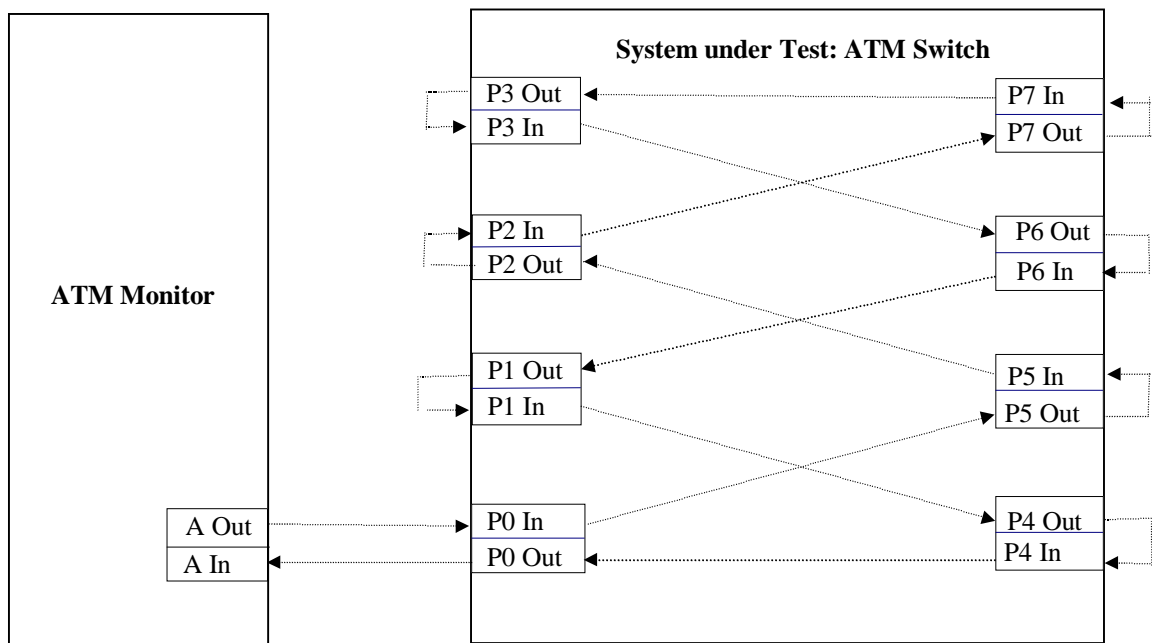 System under Test: ATM Switch
P3 Out
P3 In
P7 In
P7 Out
P2 In
P2 Out
P6 Out
P6 In
ATM Monitor
P1 Out
P1 In
P5 In
P5 Out
A Out
A In
P0 In
P0 Out
P4 Out
P4 In